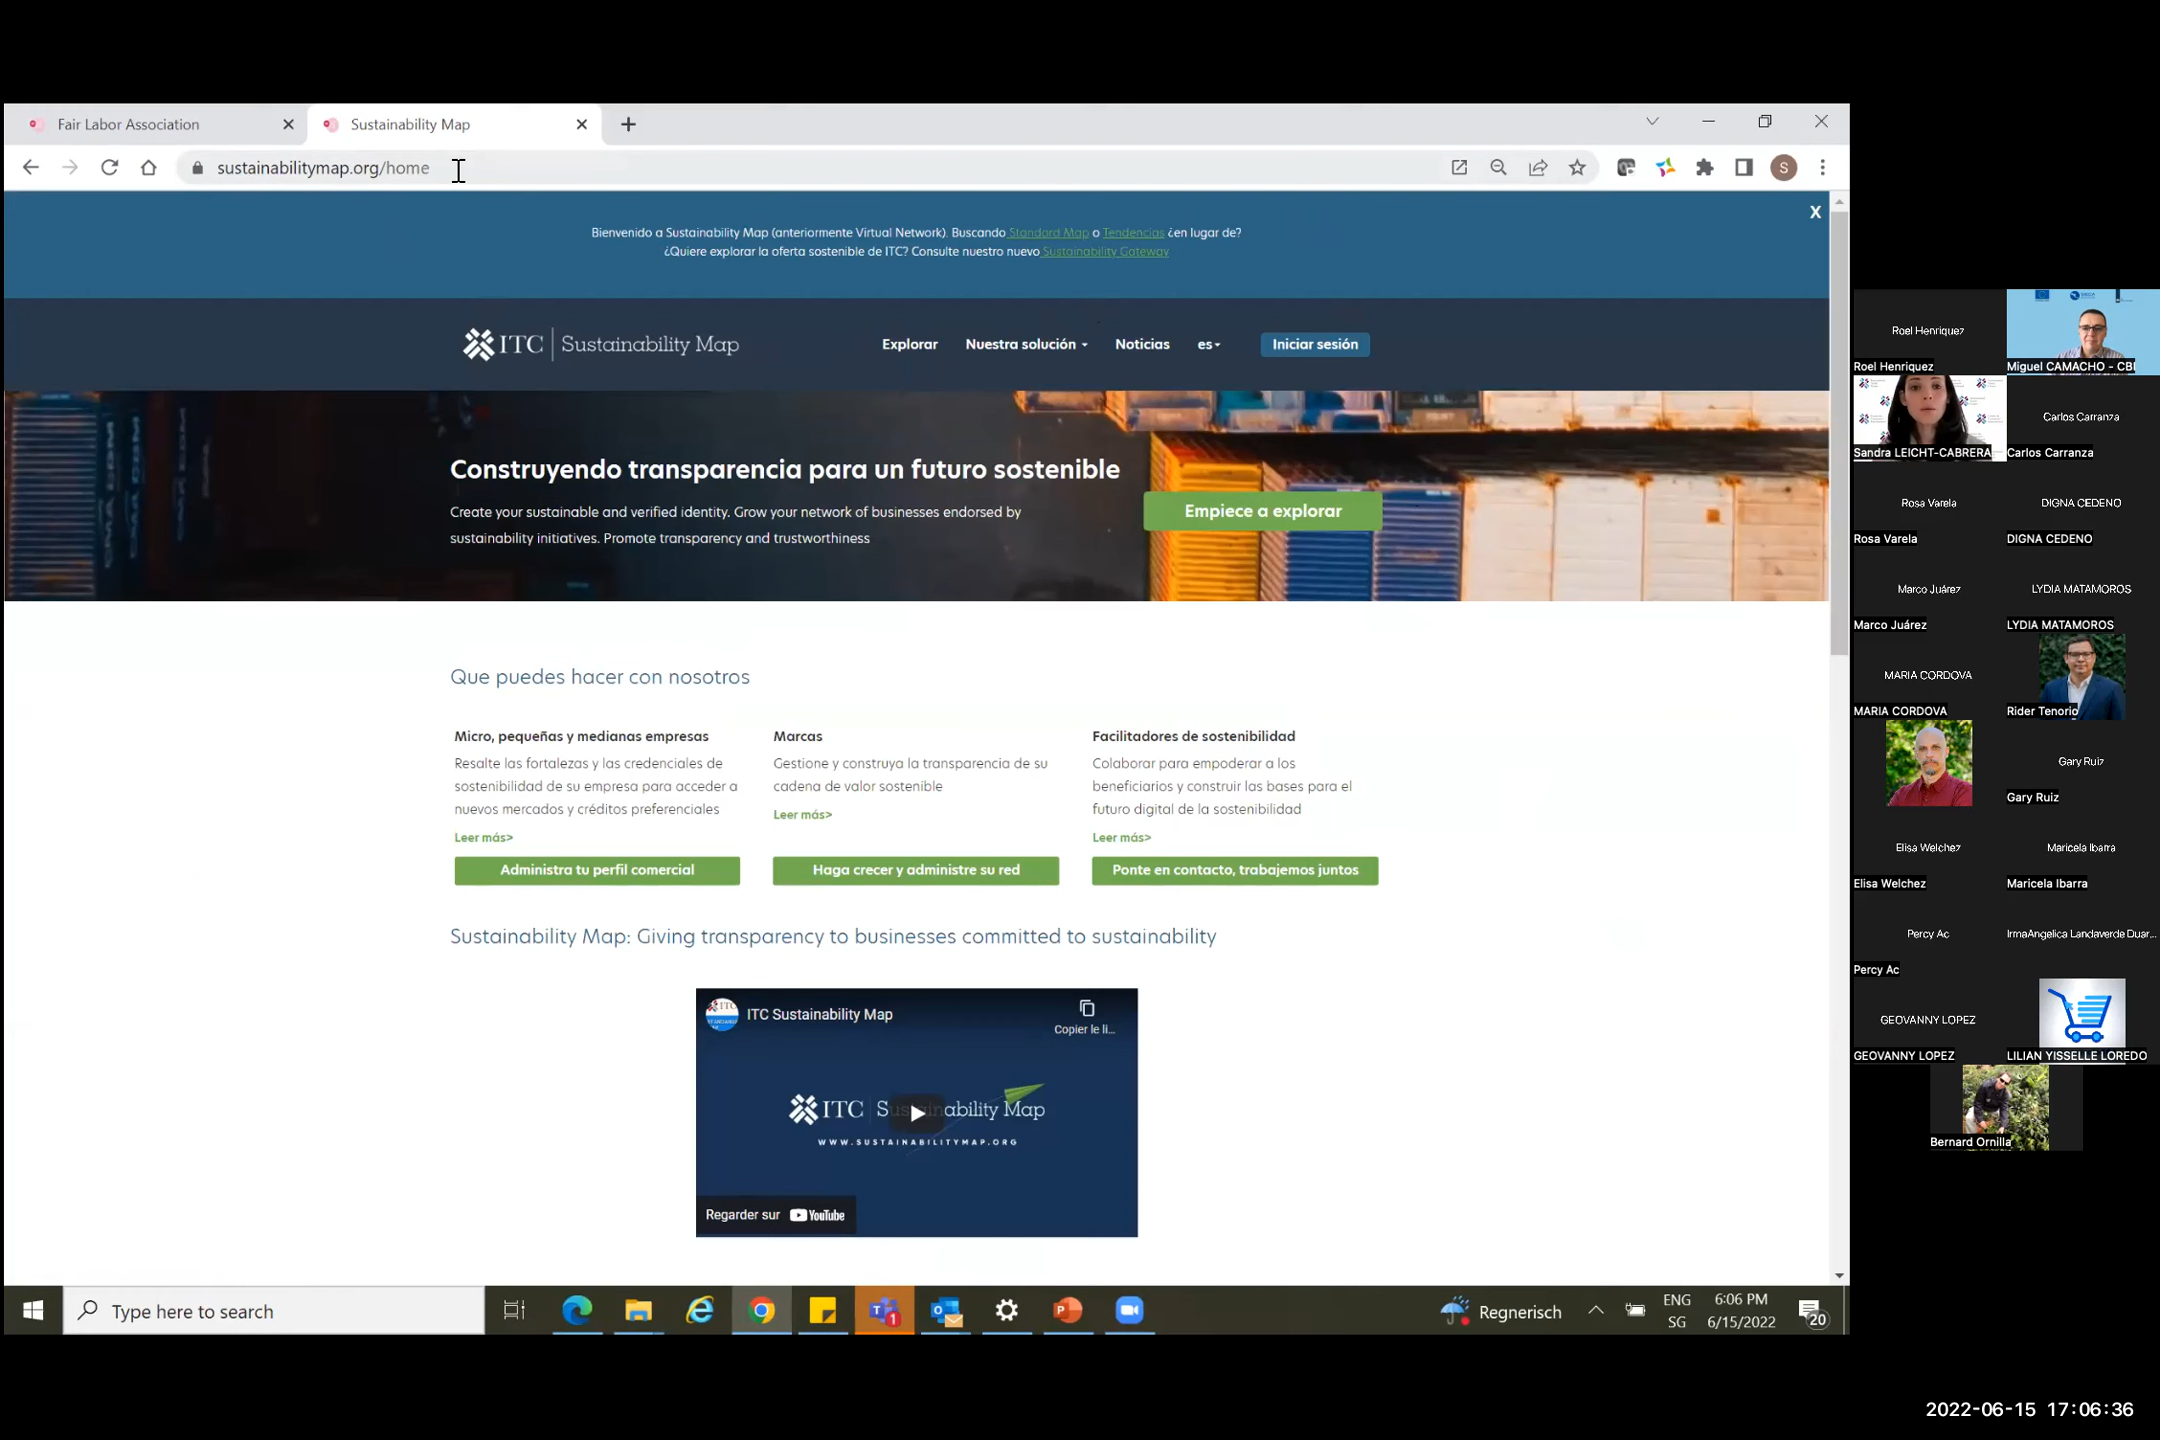 Fair Labor Association
Sustainability Map
sustainabilitymap.org/home
S
Bienvenido a Sustainability Map (anteriormente Virtual Network). Buscando Standard Map o Tendencias ¿en lugar de?
¿Quiere explorar la oferta sostenible de ITC? Consulte nuestro nuevo Sustainability Gateway
X
ITC | Sustainability Map
Explorar
Nuestra solución
Noticias
es
Iniciar sesión
Construyendo transparencia para un futuro sostenible
Create your sustainable and verified identity. Grow your network of businesses endorsed by
sustainability initiatives. Promote transparency and trustworthiness
Empiece a explorar
Que puedes hacer con nosotros
Micro, pequeñas y medianas empresas
Resalte las fortalezas y las credenciales de
sostenibilidad de su empresa para acceder a
nuevos mercados y créditos preferenciales
Leer más>
Administra tu perfil comercial
Marcas
Gestione y construya la transparencia de su
cadena de valor sostenible
Leer más>
Haga crecer y administre su red
Facilitadores de sostenibilidad
Colaborar para empoderar a los
beneficiarios y construir las bases para el
futuro digital de la sostenibilidad
Leer más>
Ponte en contacto, trabajemos juntos
Sustainability Map: Giving transparency to businesses committed to sustainability
ITC Sustainability Map
Copier le li...
ITC | Sustainability Map
WWW.SUSTAINABILITYMAP.ORG
Regarder sur YouTube
Type here to search
1
Regnerisch
ENG
SG
6:06 PM
6/15/2022
20
Roel Henriquez
Roel Henriquez
Miguel CAMACHO - CBI
Sandra LEICHT-CABRERA
Carlos Carranza
Carlos Carranza
Rosa Varela
Rosa Varela
DIGNA CEDENO
DIGNA CEDENO
Marco Juárez
Marco Juárez
LYDIA MATAMOROS
LYDIA MATAMOROS
MARIA CORDOVA
MARIA CORDOVA
Rider Tenorio
Gary Ruiz
Gary Ruiz
Elisa Welchez
Elisa Welchez
Maricela Ibarra
Maricela Ibarra
Percy Ac
Percy Ac
IrmaAngelica Landaverde Duar...
GEOVANNY LOPEZ
GEOVANNY LOPEZ
LILIAN YISSELLE LOREDO
Bernard Ornilla
2022-06-15 17:06:36